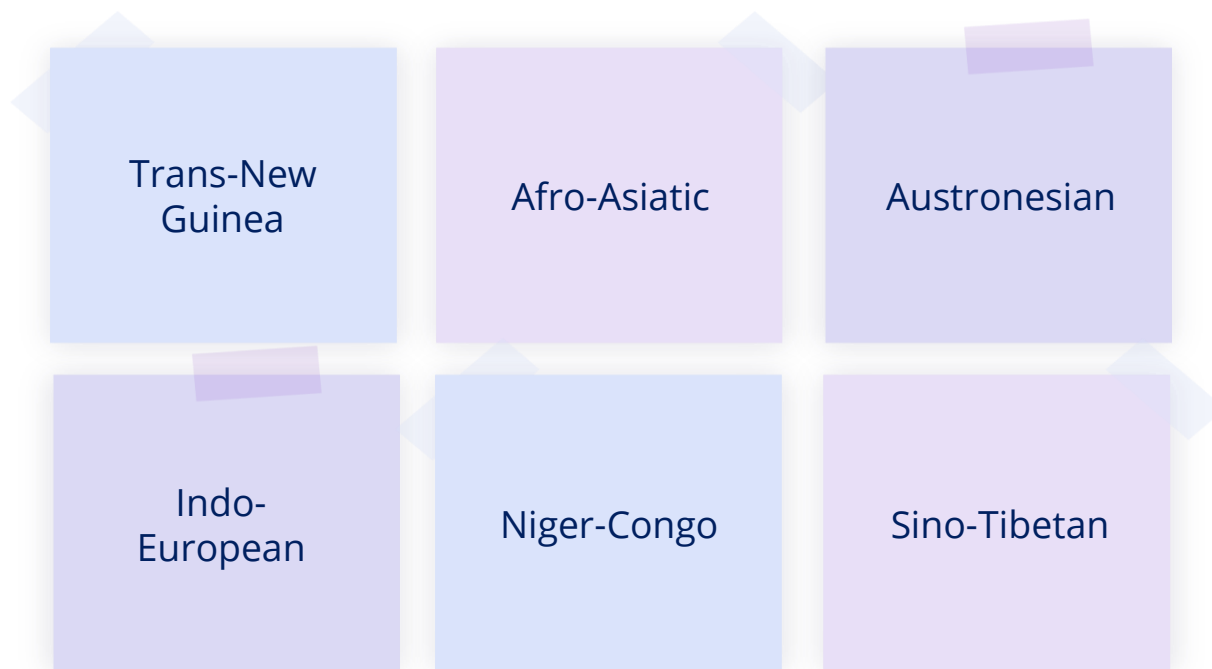 Trans-New
Guinea
Afro-Asiatic
Austronesian
Indo-
European
Niger-Congo
Sino-Tibetan